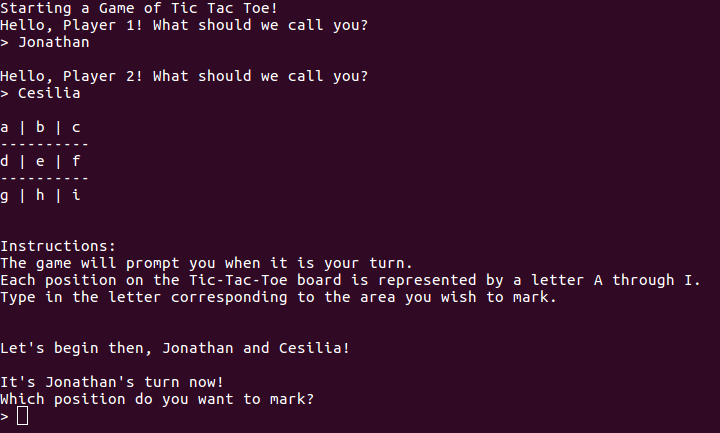 Starting a Game of Tic Tac Toe!
Hello, Player 1! What should we call you?
> Jonathan
Hello, Player 2! What should we call you?
> Cesilia
a | b | c
----------
d | e | f
----------
g | h | i
Instructions:
The game will prompt you when it is your turn.
Each position on the Tic-Tac-Toe board is represented by a letter A through I.
Type in the letter corresponding to the area you wish to mark.
Let's begin then, Jonathan and Cesilia!
It's Jonathan's turn now!
Which position do you want to mark?
>